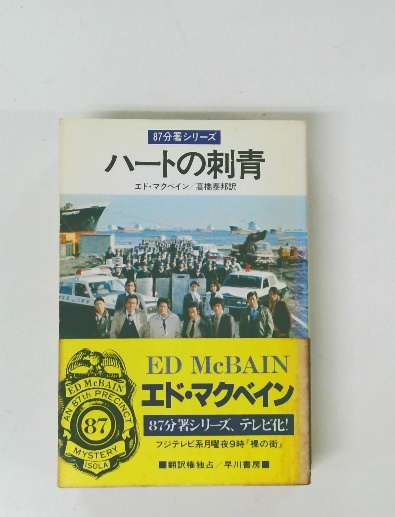 87分署シリーズ
ハートの刺青
エド・マクベイン/高橋泰邦訳
ED McBAIN
エド・マクベイン
87分署シリーズ、テレビ化!
フジテレビ系月曜夜9時『裸の街』
■翻訳権独占/早川書房■
ED McBAIN
AN 87th PRECINCT
87
MYSTERY
ISOLA